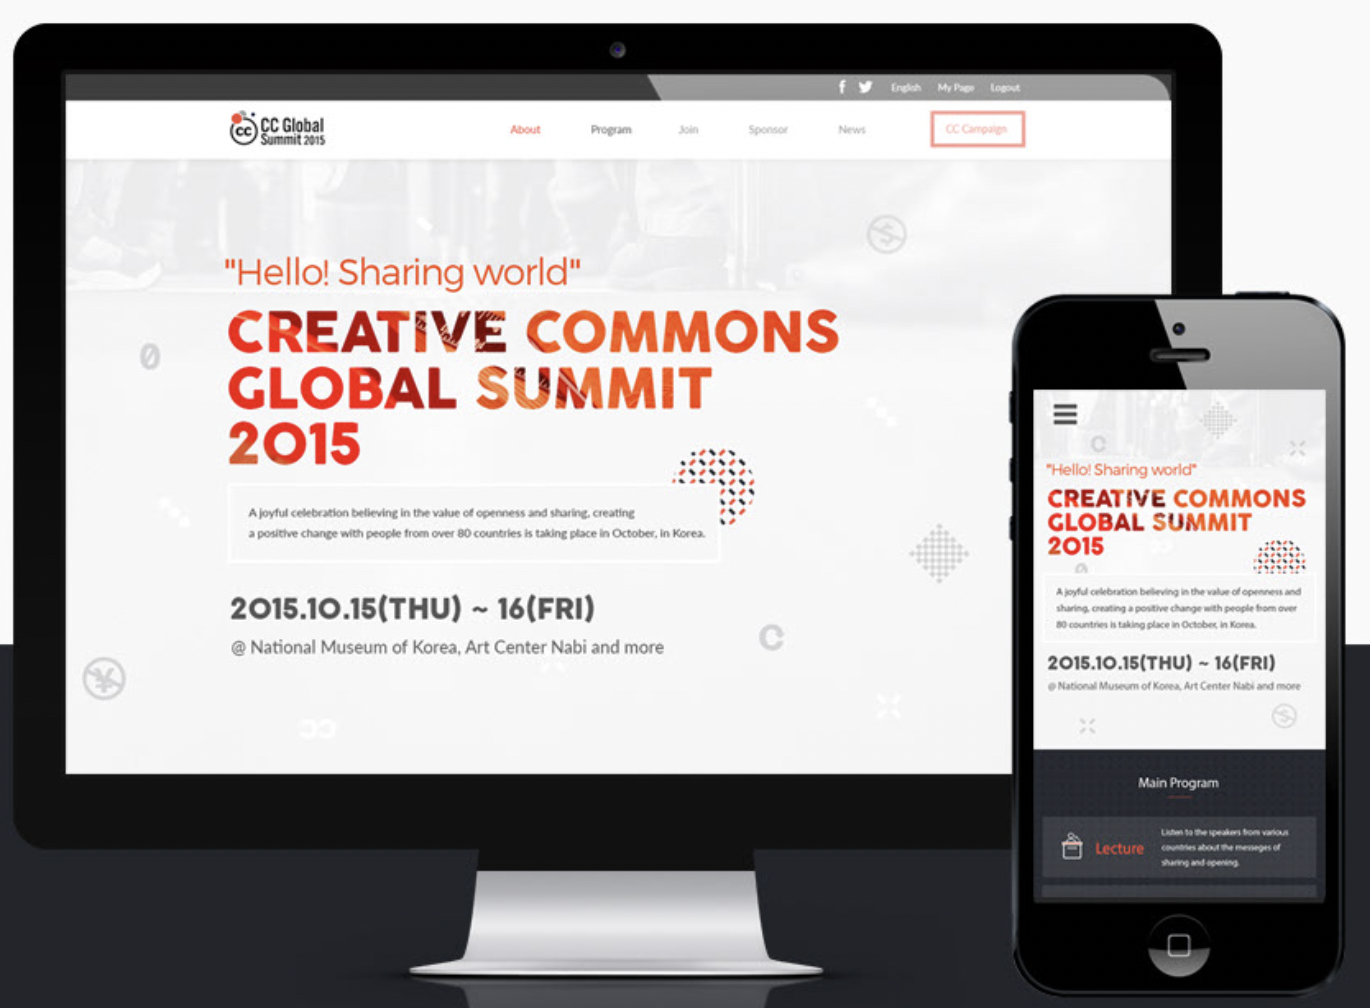 English My Page Logout
CC Global
Summit 2015
About Program Join Sponsor News CC Campaign
"Hello! Sharing world"
CREATIVE COMMONS
GLOBAL SUMMIT
2015
A joyful celebration believing in the value of openness and sharing, creating
a positive change with people from over 80 countries is taking place in October, in Korea.
2015.10.15(THU) ~ 16(FRI)
@ National Museum of Korea, Art Center Nabi and more
"Hello! Sharing world"
CREATIVE COMMONS
GLOBAL SUMMIT
2015
A joyful celebration believing in the value of openness and
sharing, creating a positive change with people from over
80 countries is taking place in October, in Korea.
2015.10.15(THU) ~ 16(FRI)
@ National Museum of Korea, Art Center Nabi and more
Main Program
Lecture
Listen to the speakers from various
countries about the messeges of
sharing and opening.